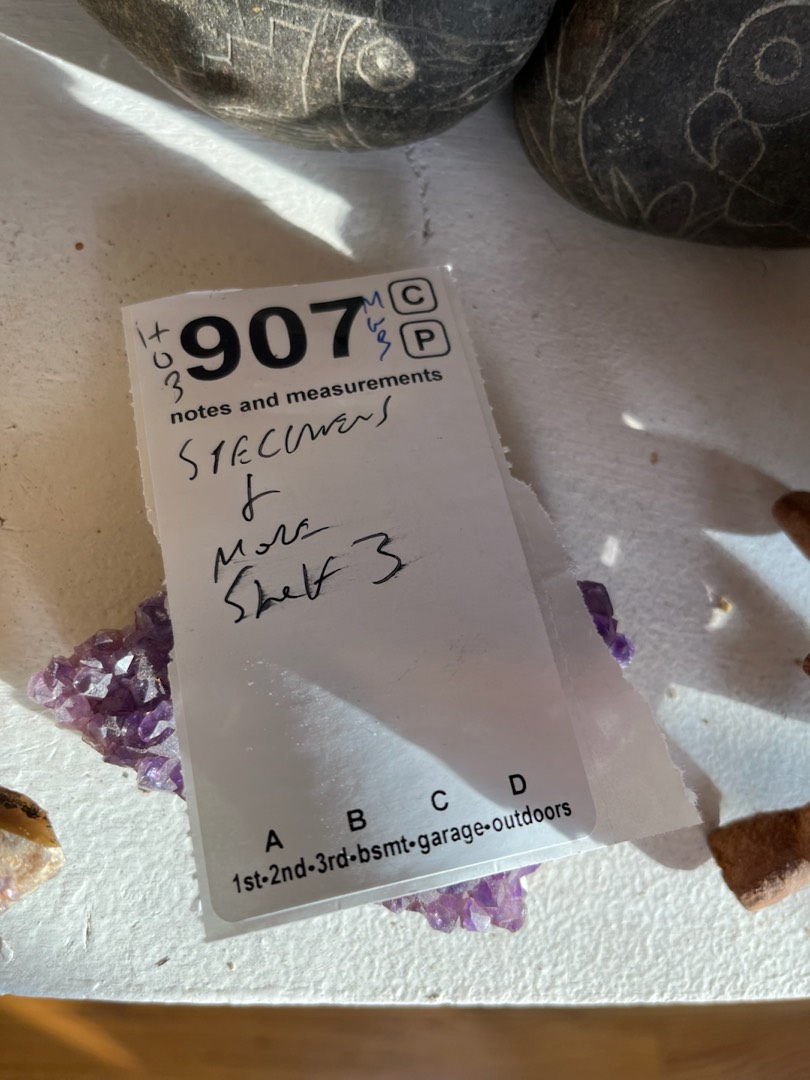 907
C
P
notes and measurements
SPECIMENS
&
More
Shelf 3
A B C D
1st•2nd•3rd•bsmt•garage•outdoors